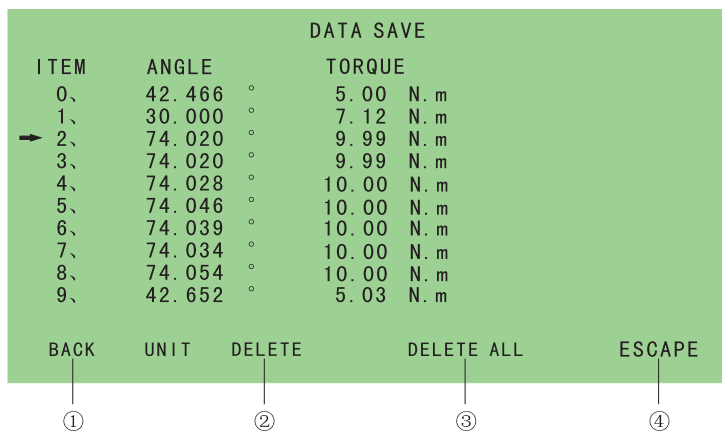 DATA SAVE
ITEM ANGLE TORQUE
0、 42.466 ° 5.00 N.m
1、 30.000 ° 7.12 N.m
2、 74.020 ° 9.99 N.m
3、 74.020 ° 9.99 N.m
4、 74.028 ° 10.00 N.m
5、 74.046 ° 10.00 N.m
6、 74.039 ° 10.00 N.m
7、 74.034 ° 10.00 N.m
8、 74.054 ° 10.00 N.m
9、 42.652 ° 5.03 N.m
BACK UNIT DELETE DELETE ALL ESCAPE
① ② ③ ④